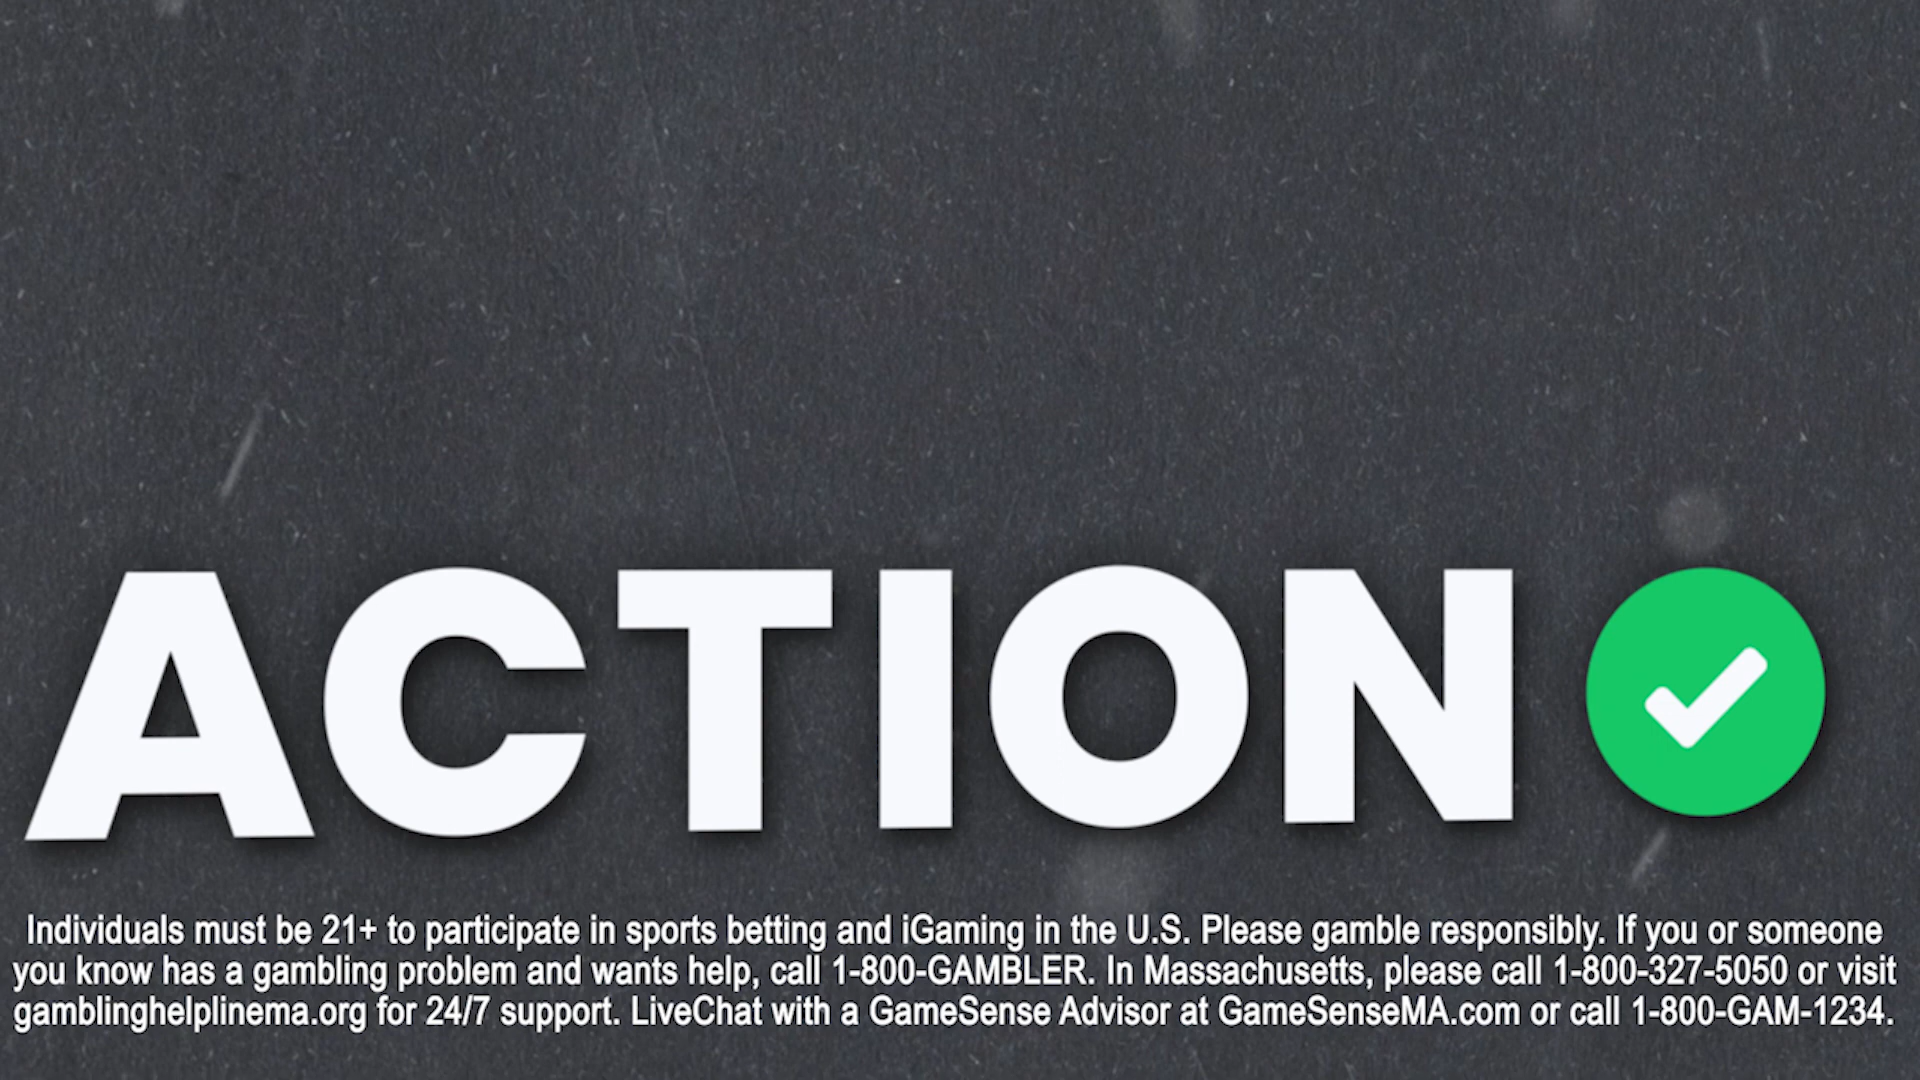 ACTION
Individuals must be 21+ to participate in sports betting and iGaming in the U.S. Please gamble responsibly. If you or someone
you know has a gambling problem and wants help, call 1-800-GAMBLER. In Massachusetts, please call 1-800-327-5050 or visit
gamblinghelplinema.org for 24/7 support. LiveChat with a GameSense Advisor at GameSenseMA.com or call 1-800-GAM-1234.